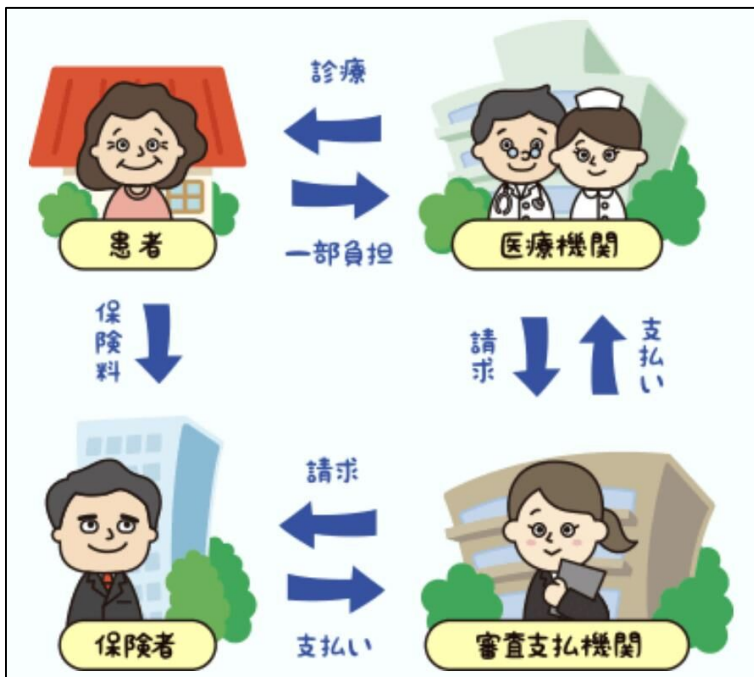 診療
患者
一部負担
医療機関
保険料
請求
支払い
請求
保険者
支払い
審査支払機関